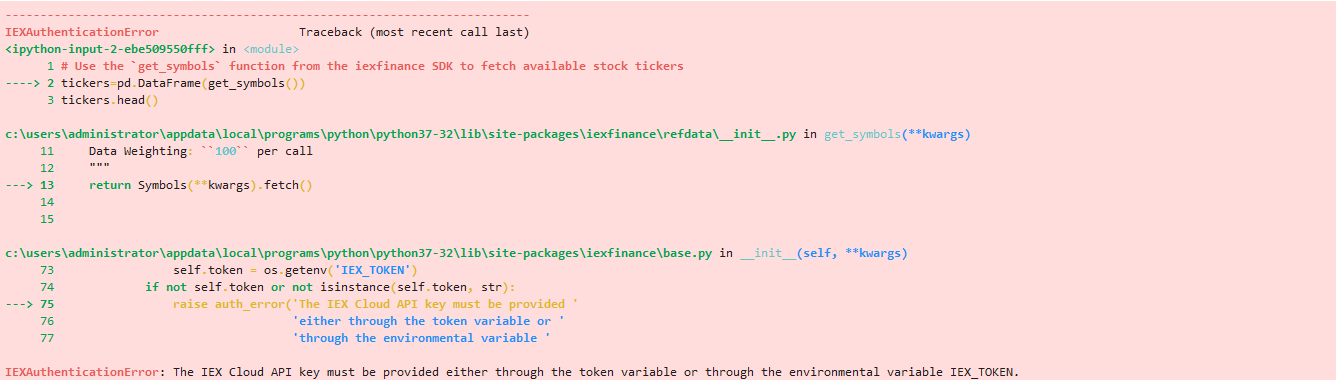 ---------------------------------------------------------------------------
IEXAuthenticationError                    Traceback (most recent call last)
<ipython-input-2-ebe509550fff> in <module>
      1 # Use the `get_symbols` function from the iexfinance SDK to fetch available stock tickers
----> 2 tickers=pd.DataFrame(get_symbols())
      3 tickers.head()
c:\users\administrator\appdata\local\programs\python\python37-32\lib\site-packages\iexfinance\refdata\__init__.py in get_symbols(**kwargs)
     11     Data Weighting: ``100`` per call
     12     """
---> 13     return Symbols(**kwargs).fetch()
     14
     15
c:\users\administrator\appdata\local\programs\python\python37-32\lib\site-packages\iexfinance\base.py in __init__(self, **kwargs)
     73                 self.token = os.getenv('IEX_TOKEN')
     74             if not self.token or not isinstance(self.token, str):
---> 75                 raise auth_error('The IEX Cloud API key must be provided '
     76                                  'either through the token variable or '
     77                                  'through the environmental variable '
IEXAuthenticationError: The IEX Cloud API key must be provided either through the token variable or through the environmental variable IEX_TOKEN.